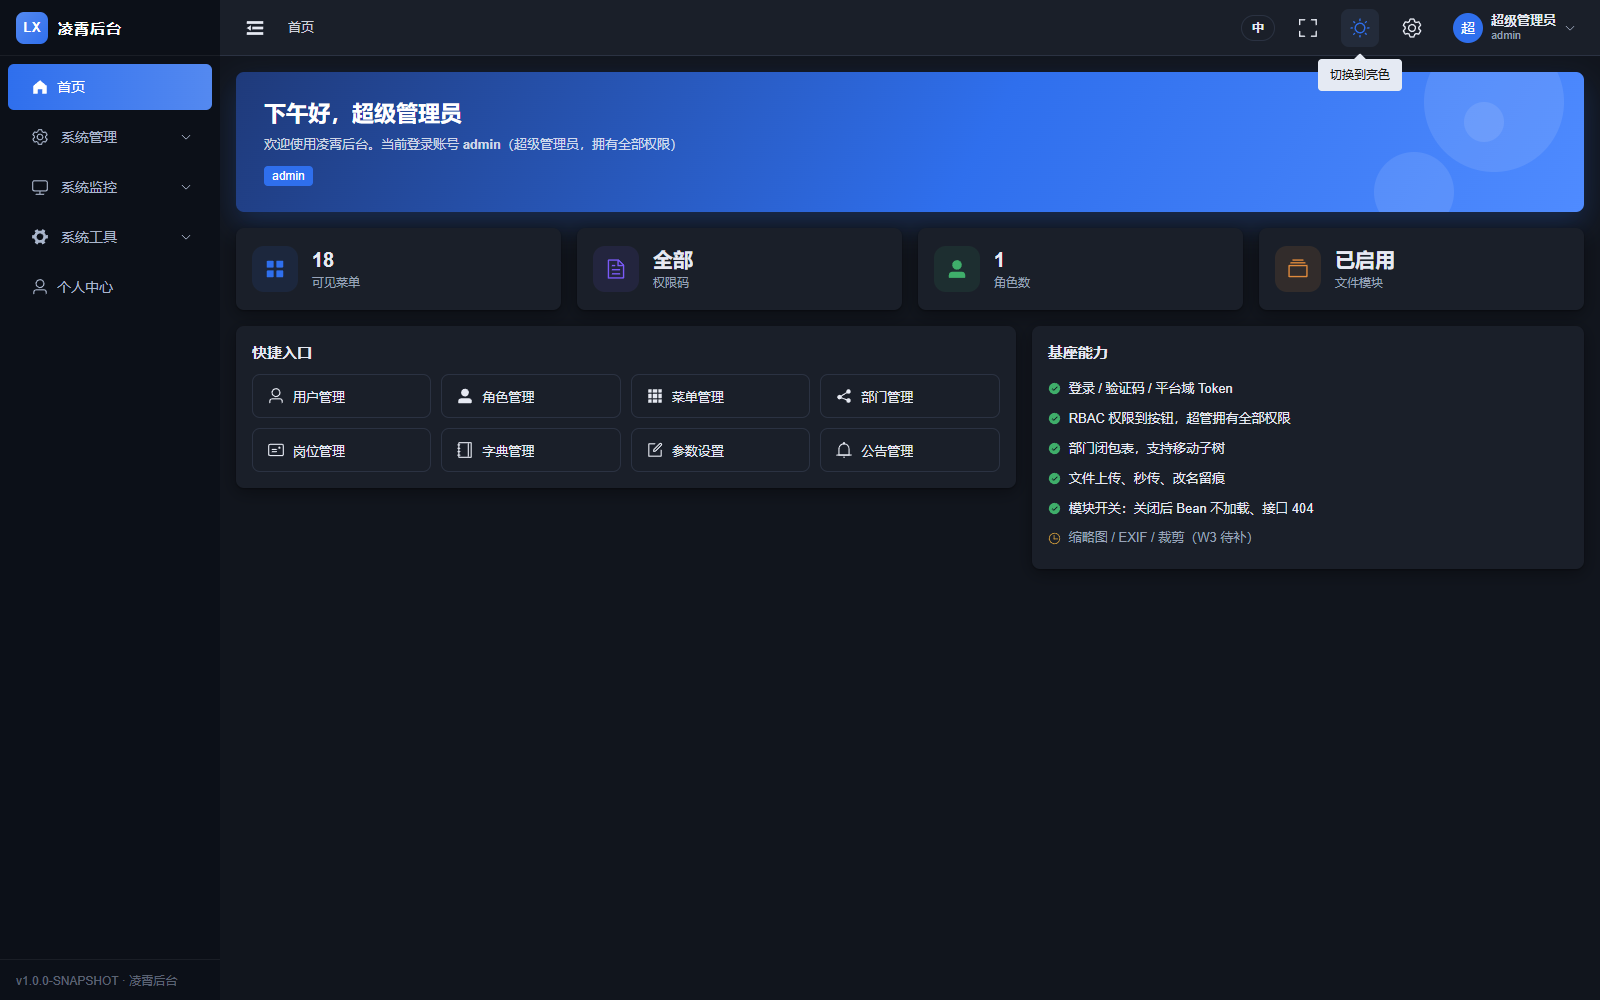 LX 凌霄后台
首页
中
超 超级管理员
admin
切换到亮色
首页
系统管理
系统监控
系统工具
个人中心
下午好，超级管理员
欢迎使用凌霄后台。当前登录账号 admin（超级管理员，拥有全部权限）
admin
18
可见菜单
全部
权限码
1
角色数
已启用
文件模块
快捷入口
用户管理 角色管理 菜单管理 部门管理
岗位管理 字典管理 参数设置 公告管理
基座能力
登录 / 验证码 / 平台域 Token
RBAC 权限到按钮，超管拥有全部权限
部门闭包表，支持移动子树
文件上传、秒传、改名留痕
模块开关：关闭后 Bean 不加载、接口 404
缩略图 / EXIF / 裁剪（W3 待补）
v1.0.0-SNAPSHOT · 凌霄后台